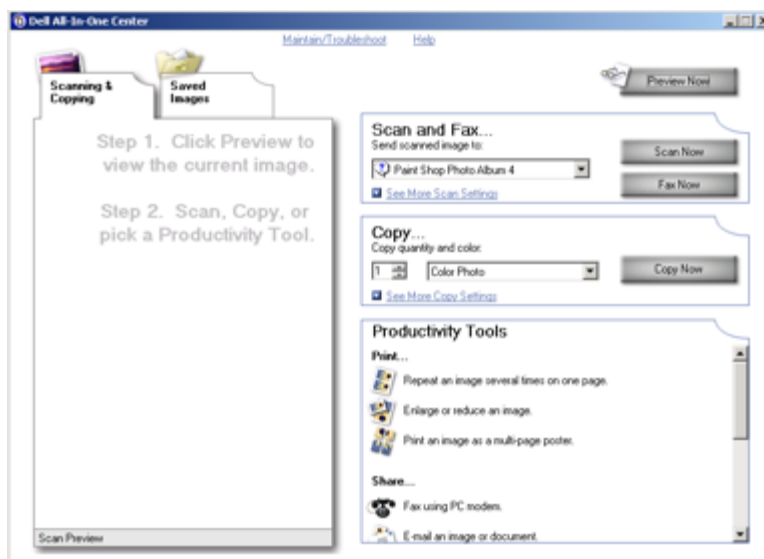 Dell All-In-One Center
Maintain/Troubleshoot Help
Scanning &
Copying
Saved
Images
Preview Now
Step 1. Click Preview to
view the current image.
Step 2. Scan, Copy, or
pick a Productivity Tool.
Scan Preview
Scan and Fax...
Send scanned image to:
Paint Shop Photo Album 4
See More Scan Settings
Scan Now
Fax Now
Copy...
Copy quantity and color.
1 Color Photo
See More Copy Settings
Copy Now
Productivity Tools
Print...
Repeat an image several times on one page.
Enlarge or reduce an image.
Print an image as a multi-page poster.
Share...
Fax using PC modem.
E-mail an image or document.